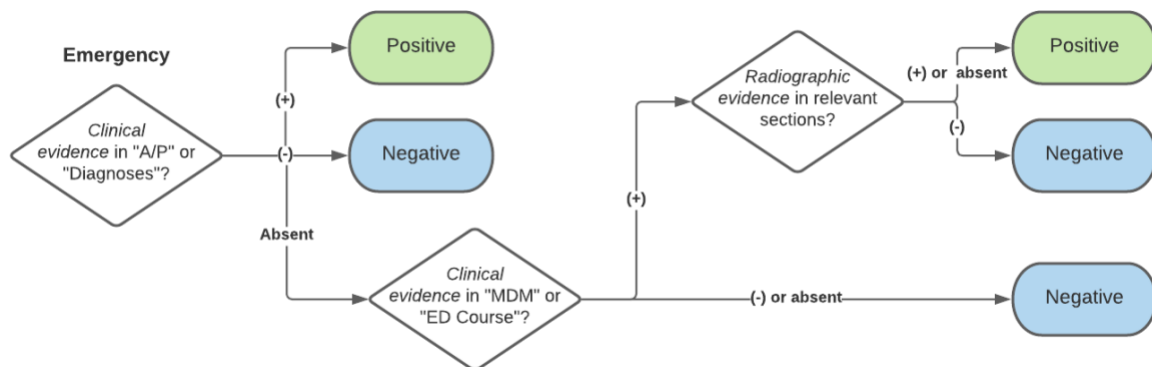 Emergency
Clinical
evidence in "A/P" or
"Diagnoses"?
(+)
Positive
(-)
Negative
Absent
Clinical
evidence in "MDM" or
"ED Course"?
(+)
Radiographic
evidence in relevant
sections?
(+) or absent
Positive
(-)
Negative
(-) or absent
Negative